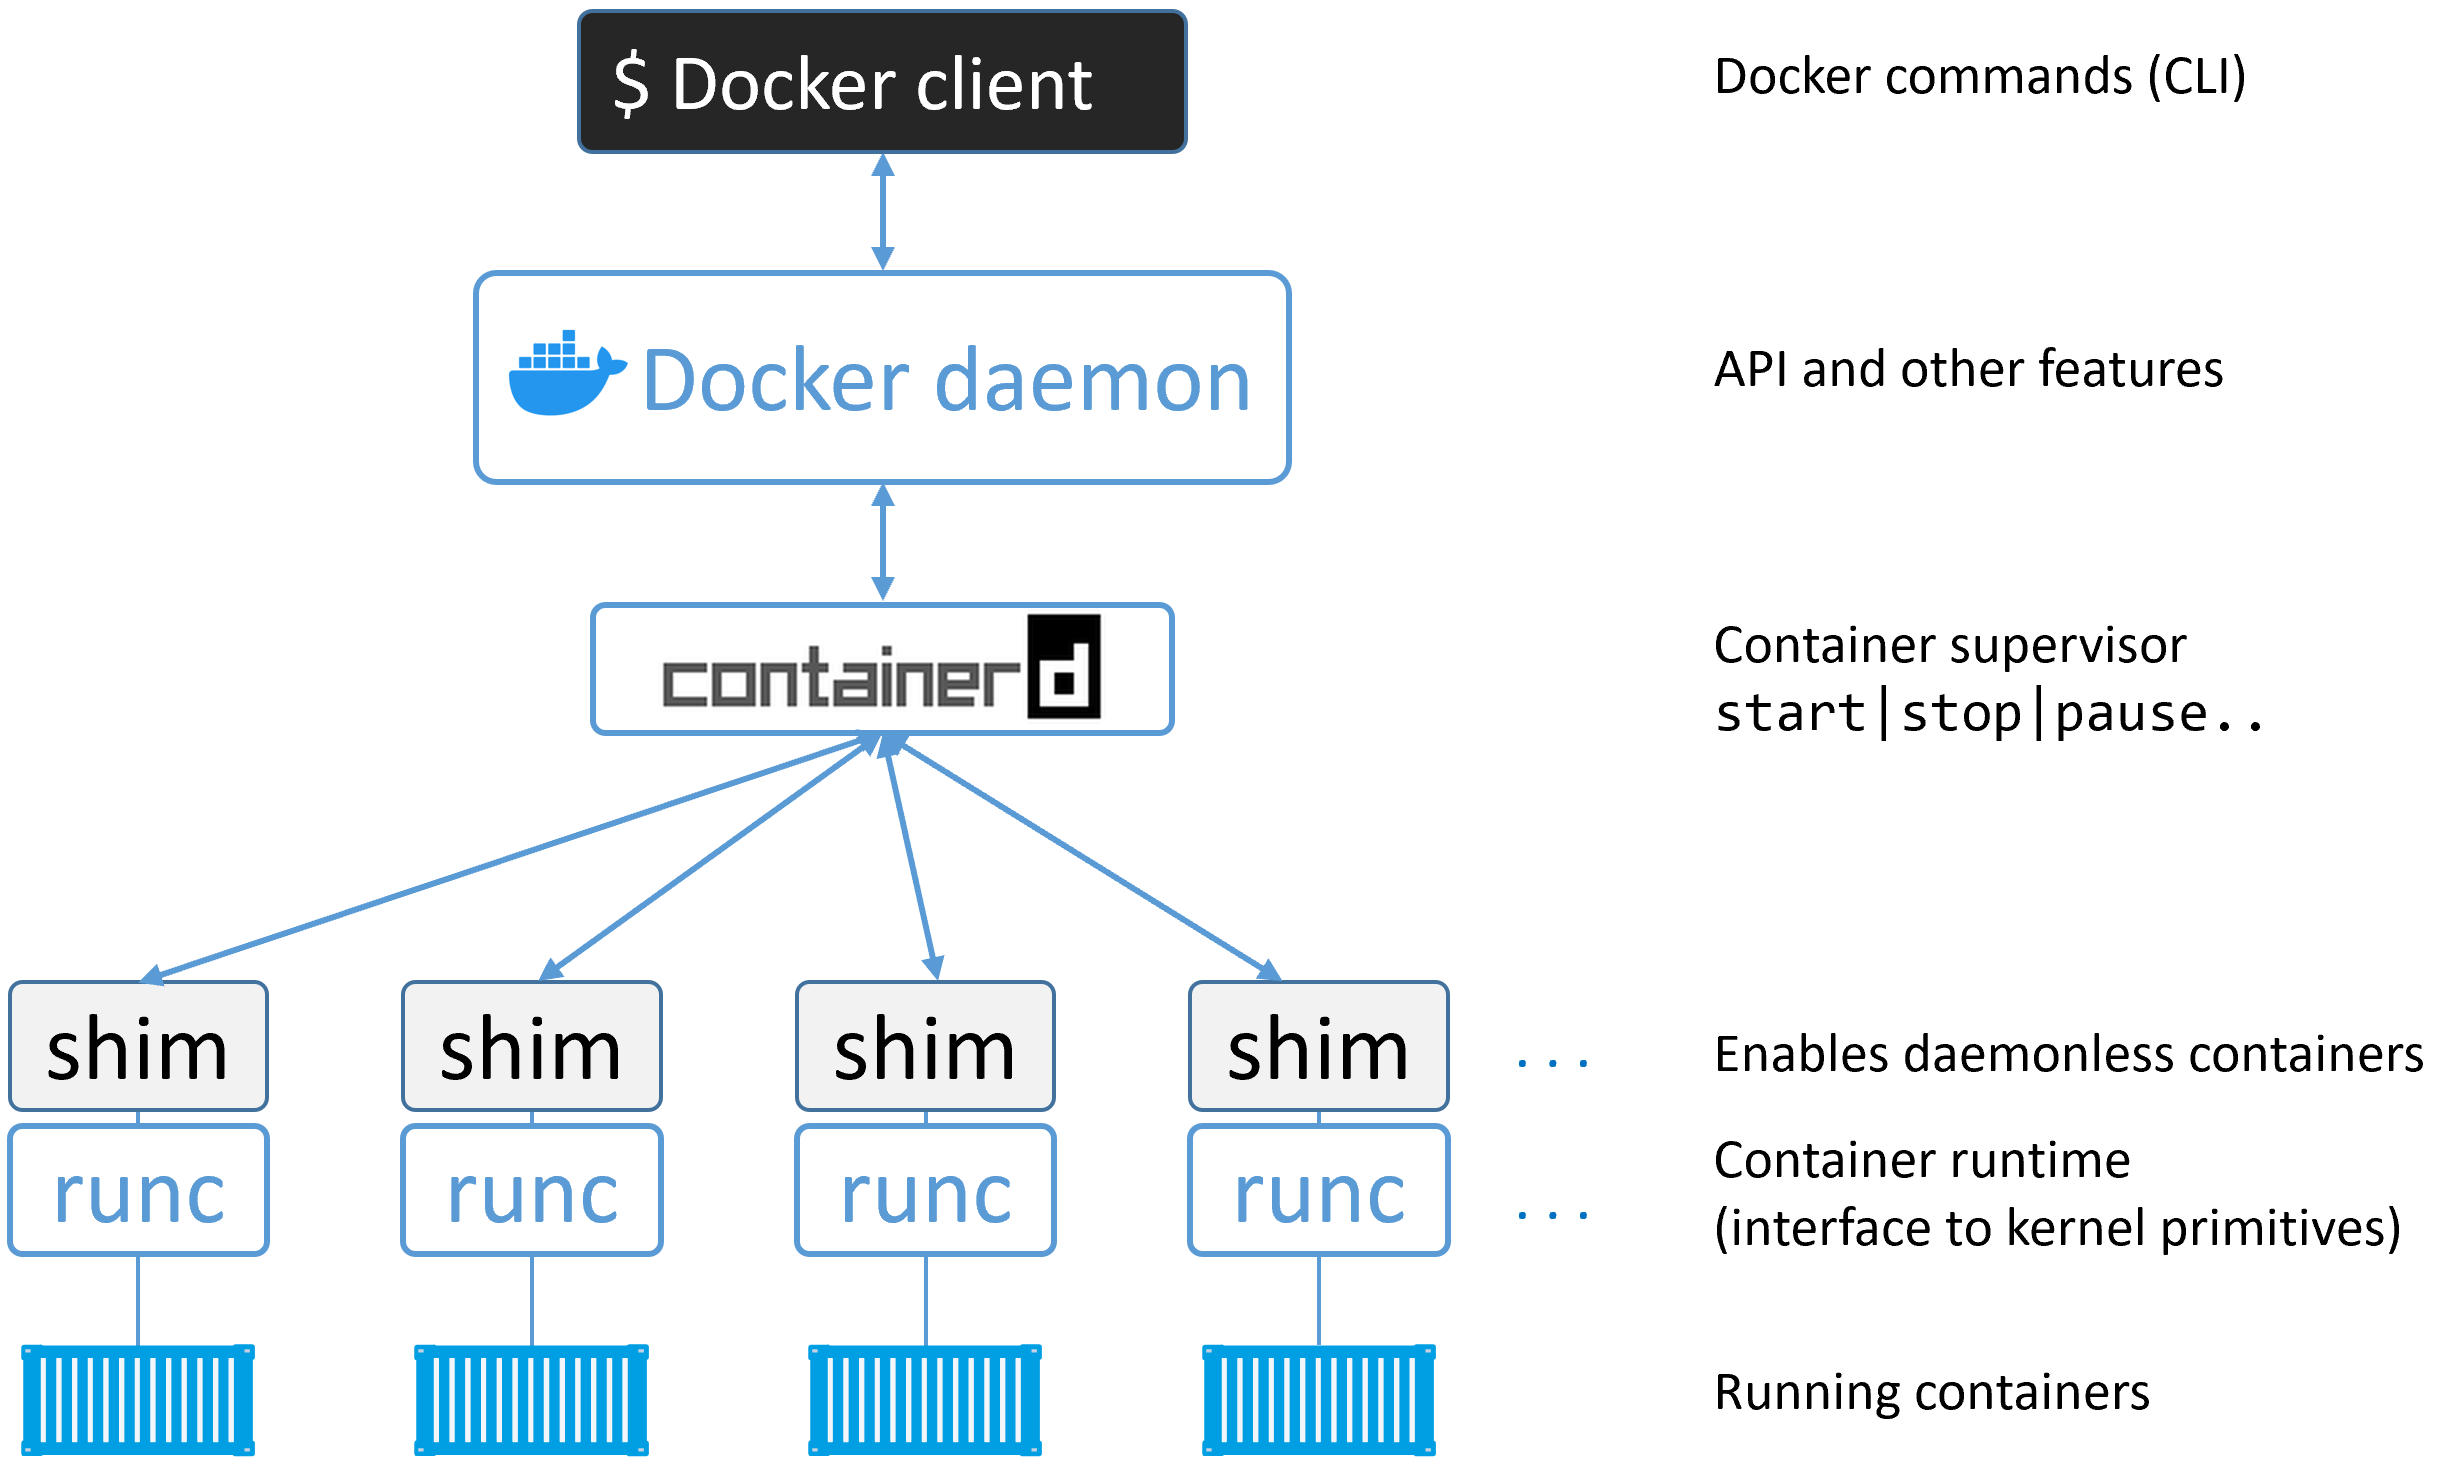 $ Docker client
Docker commands (CLI)
Docker daemon
API and other features
containerd
Container supervisor
start|stop|pause..
shim shim shim shim ...
Enables daemonless containers
runc runc runc runc ...
Container runtime
(interface to kernel primitives)
Running containers